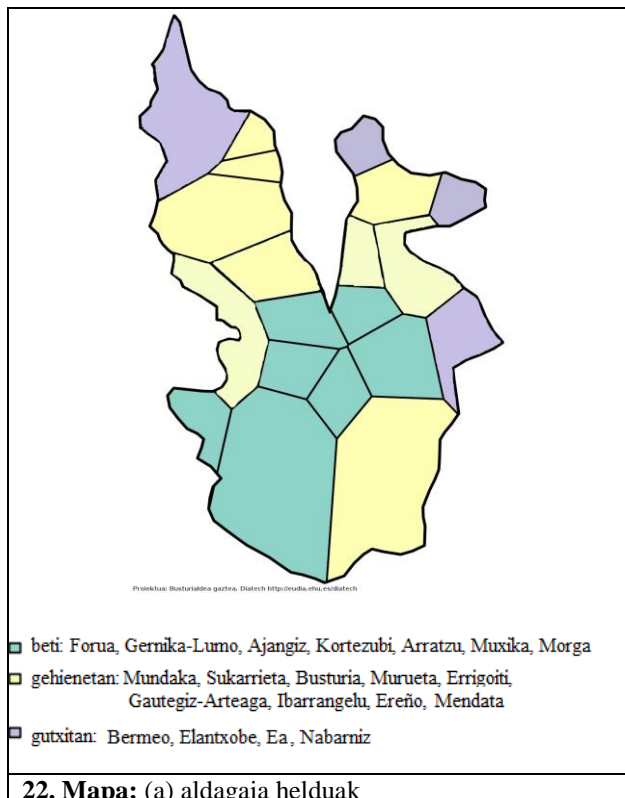 Proiektua: Busturialdea gaztea. Diatech http://eudia.ehu.es/diatech
beti: Forua, Gernika-Lumo, Ajangiz, Kortezubi, Arratzu, Muxika, Morga
gehienetan: Mundaka, Sukarrieta, Busturia, Murueta, Errigoiti,
Gautegiz-Arteaga, Ibarrangelu, Ereño, Mendata
gutxitan: Bermeo, Elantxobe, Ea, Nabarniz
22. Mapa: (a) aldagaia helduak